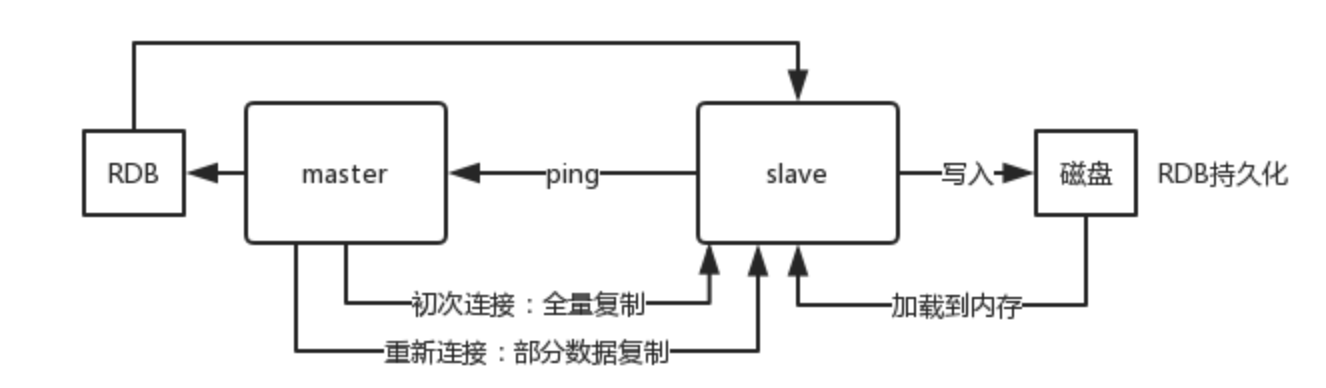 RDB
master
ping
slave
写入
磁盘
RDB持久化
初次连接：全量复制
加载到内存
重新连接：部分数据复制